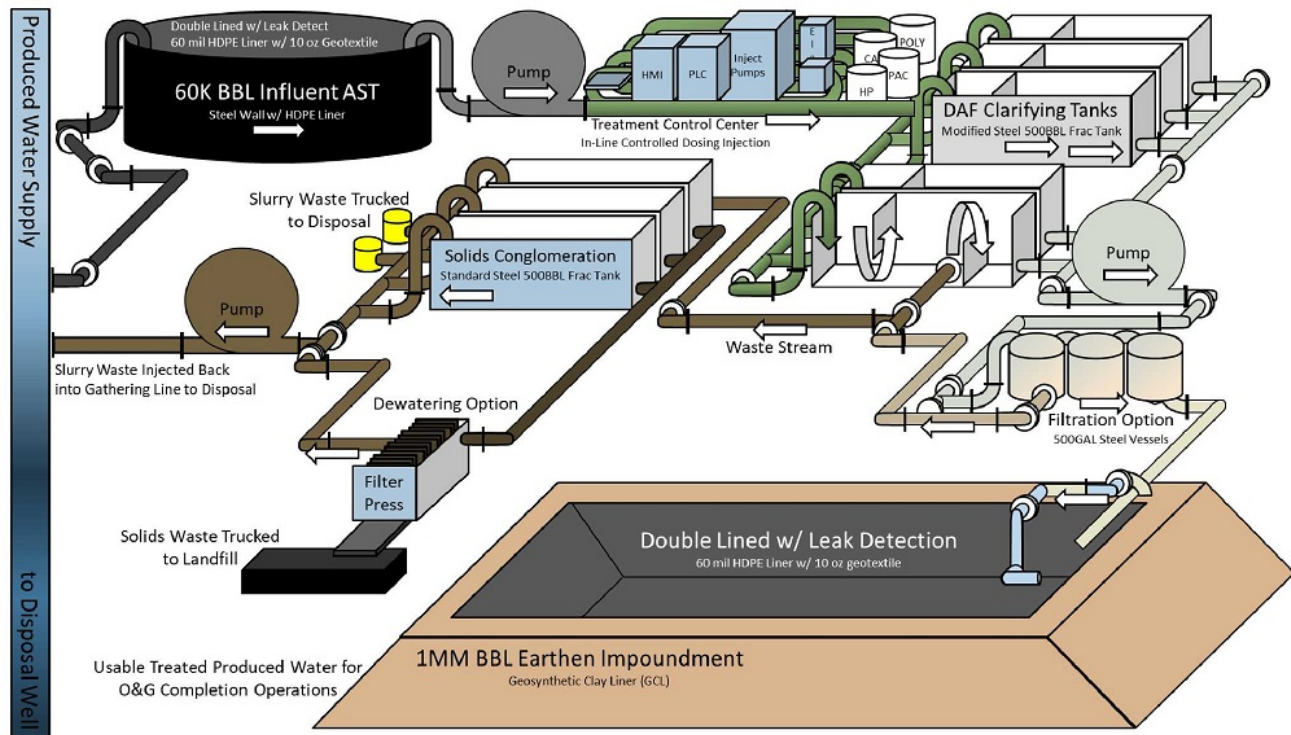 Produced Water Supply
to Disposal Well
Double Lined w/ Leak Detect
60 mil HDPE Liner w/ 10 oz Geotextile
60K BBL Influent AST
Steel Wall w/ HDPE Liner
Pump
HMI
PLC
Inject
Pumps
E
I
CA
POLY
PAC
HP
Treatment Control Center
In-Line Controlled Dosing Injection
DAF Clarifying Tanks
Modified Steel 500BBL Frac Tank
Slurry Waste Trucked
to Disposal
Solids Conglomeration
Standard Steel 500BBL Frac Tank
Pump
Pump
Waste Stream
Slurry Waste Injected Back
into Gathering Line to Disposal
Dewatering Option
Filter
Press
Filtration Option
500GAL Steel Vessels
Solids Waste Trucked
to Landfill
Double Lined w/ Leak Detection
60 mil HDPE Liner w/ 10 oz geotextile
Usable Treated Produced Water for
O&G Completion Operations
1MM BBL Earthen Impoundment
Geosynthetic Clay Liner (GCL)